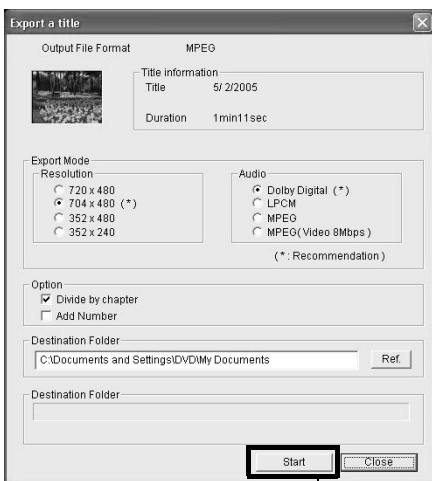 Export a title
Output File Format MPEG
Title information
Title 5/ 2/2005
Duration 1min11sec
Export Mode
Resolution
720 x 480
704 x 480 (*)
352 x 480
352 x 240
Audio
Dolby Digital (*)
LPCM
MPEG
MPEG(Video 8Mbps)
(*: Recommendation)
Option
Divide by chapter
Add Number
Destination Folder
C:\Documents and Settings\DVD\My Documents Ref.
Destination Folder
Start Close